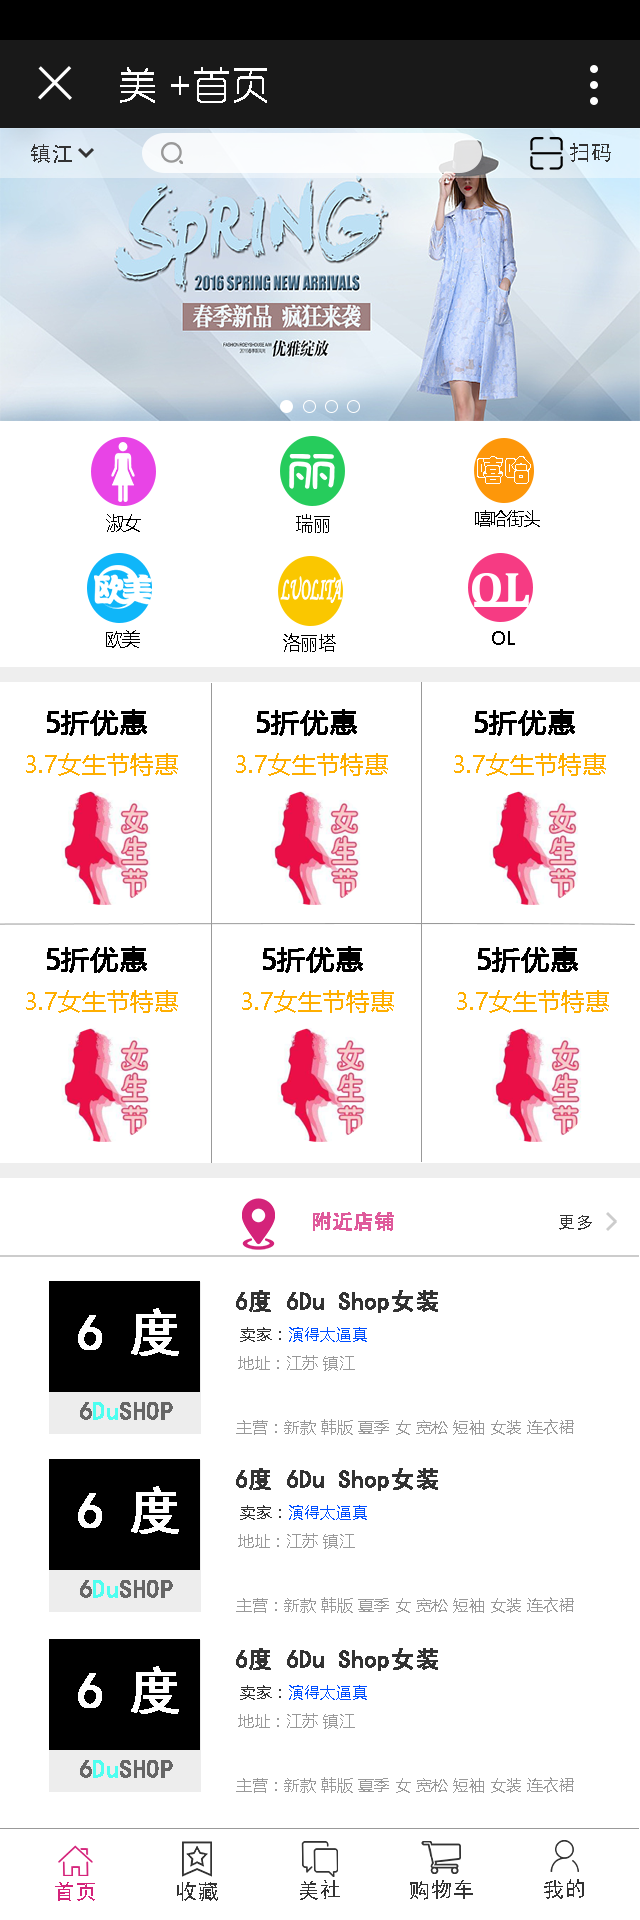 美 +首页
镇江
扫码
SPRING
2016 SPRING NEW ARRIVALS
春季新品 疯狂来袭
优雅绽放
丽
嘻哈
淑女
瑞丽
嘻哈街头
欧美
LUOLITA
OL
欧美
洛丽塔
OL
5折优惠
5折优惠
5折优惠
3.7女生节特惠
3.7女生节特惠
3.7女生节特惠
女生节
女生节
女生节
5折优惠
5折优惠
5折优惠
3.7女生节特惠
3.7女生节特惠
3.7女生节特惠
女生节
女生节
女生节
附近店铺
更多
6 度
6DuSHOP
6度 6Du Shop女装
卖家：演得太逼真
地址：江苏 镇江
主营：新款 韩版 夏季 女 宽松 短袖 女装 连衣裙
6 度
6DuSHOP
6度 6Du Shop女装
卖家：演得太逼真
地址：江苏 镇江
主营：新款 韩版 夏季 女 宽松 短袖 女装 连衣裙
6 度
6DuSHOP
6度 6Du Shop女装
卖家：演得太逼真
地址：江苏 镇江
主营：新款 韩版 夏季 女 宽松 短袖 女装 连衣裙
首页
收藏
美社
购物车
我的